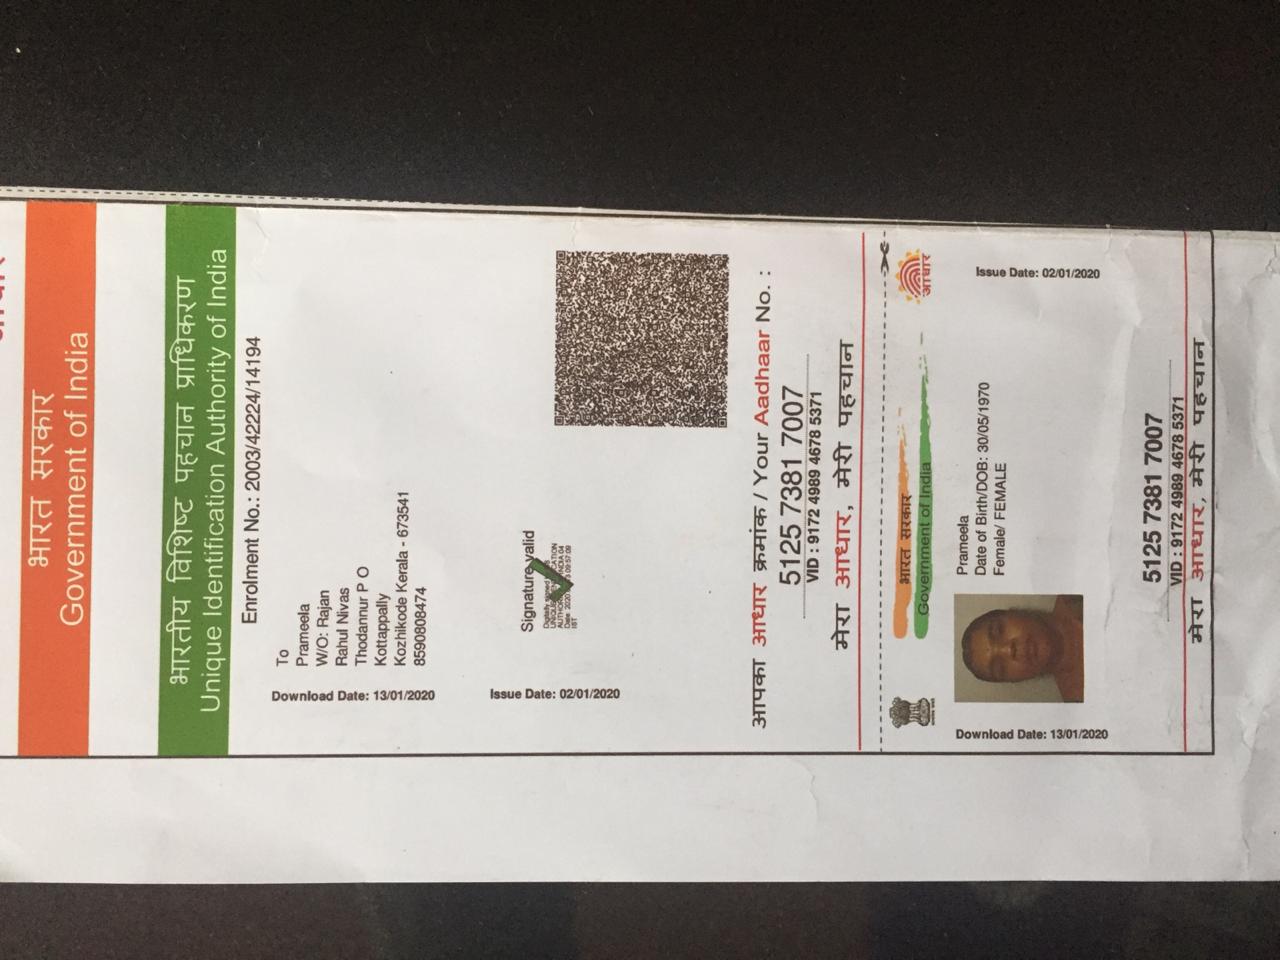 भारत सरकार
Government of India
भारतीय विशिष्ट पहचान प्राधिकरण
Unique Identification Authority of India
Enrolment No.: 2003/42224/14194
To
Prameela
W/O: Rajan
Rahul Nivas
Thodannur P O
Kottappally
Kozhikode Kerala - 673541
8590808474
Download Date: 13/01/2020
Issue Date: 02/01/2020
Signature valid
आपका आधार क्रमांक / Your Aadhaar No. :
5125 7381 7007
VID : 9172 4989 4678 5371
मेरा आधार, मेरी पहचान
भारत सरकार
Government of India
आधार
Issue Date: 02/01/2020
Prameela
Date of Birth/DOB: 30/05/1970
Female/ FEMALE
Download Date: 13/01/2020
5125 7381 7007
VID : 9172 4989 4678 5371
मेरा आधार, मेरी पहचान